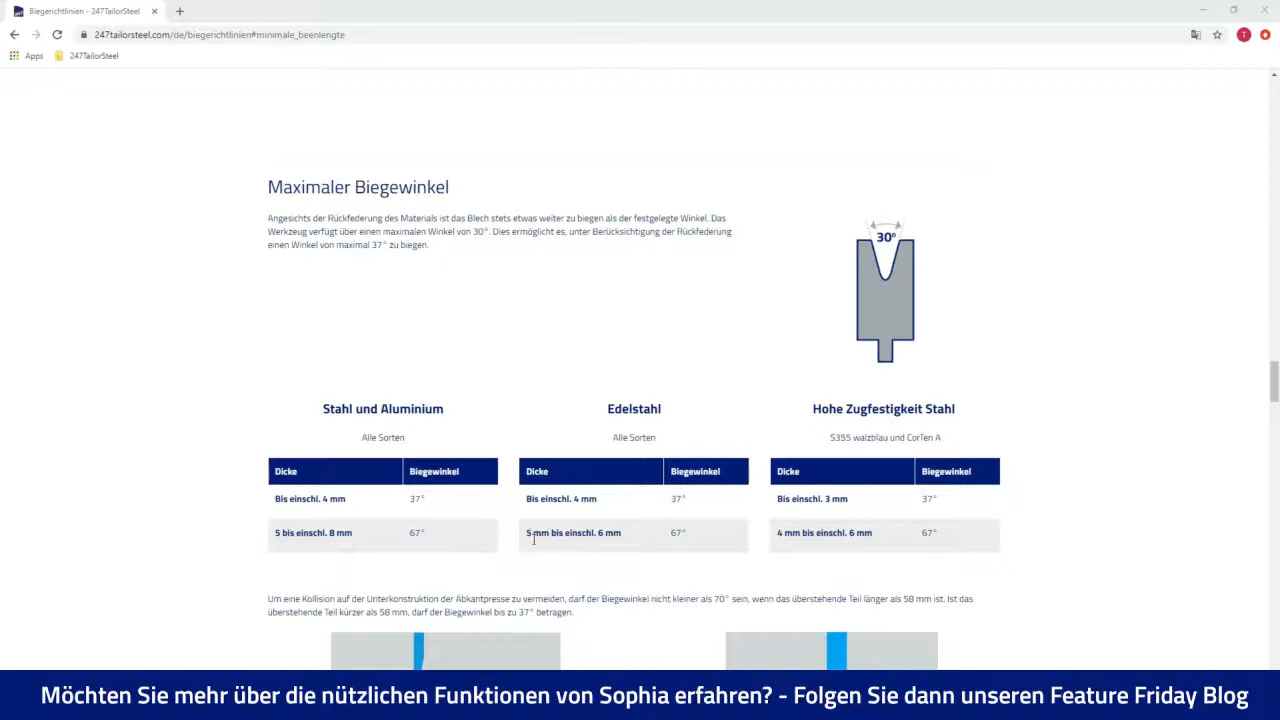 Biegerichtlinien - 247TailorSteel
247tailorsteel.com/de/biegerichtlinien#minimale_beenlengte
T
Apps
247TailorSteel
Maximaler Biegewinkel
Angesichts der Rückfederung des Materials ist das Blech stets etwas weiter zu biegen als der festgelegte Winkel. Das
Werkzeug verfügt über einen maximalen Winkel von 30°. Dies ermöglicht es, unter Berücksichtigung der Rückfederung
einen Winkel von maximal 37° zu biegen.
30º
Stahl und Aluminium
Alle Sorten
Dicke Biegewinkel
Bis einschl. 4 mm 37°
5 bis einschl. 8 mm 67°
Edelstahl
Alle Sorten
Dicke Biegewinkel
Bis einschl. 4 mm 37°
5 mm bis einschl. 6 mm 67°
Hohe Zugfestigkeit Stahl
S355 walzblau und CorTen A
Dicke Biegewinkel
Bis einschl. 3 mm 37°
4 mm bis einschl. 6 mm 67°
Um eine Kollision auf der Unterkonstruktion der Abkantpresse zu vermeiden, darf der Biegewinkel nicht kleiner als 70° sein, wenn das überstehende Teil länger als 58 mm ist. Ist das
überstehende Teil kürzer als 58 mm, darf der Biegewinkel bis zu 37° betragen.
Möchten Sie mehr über die nützlichen Funktionen von Sophia erfahren? - Folgen Sie dann unseren Feature Friday Blog